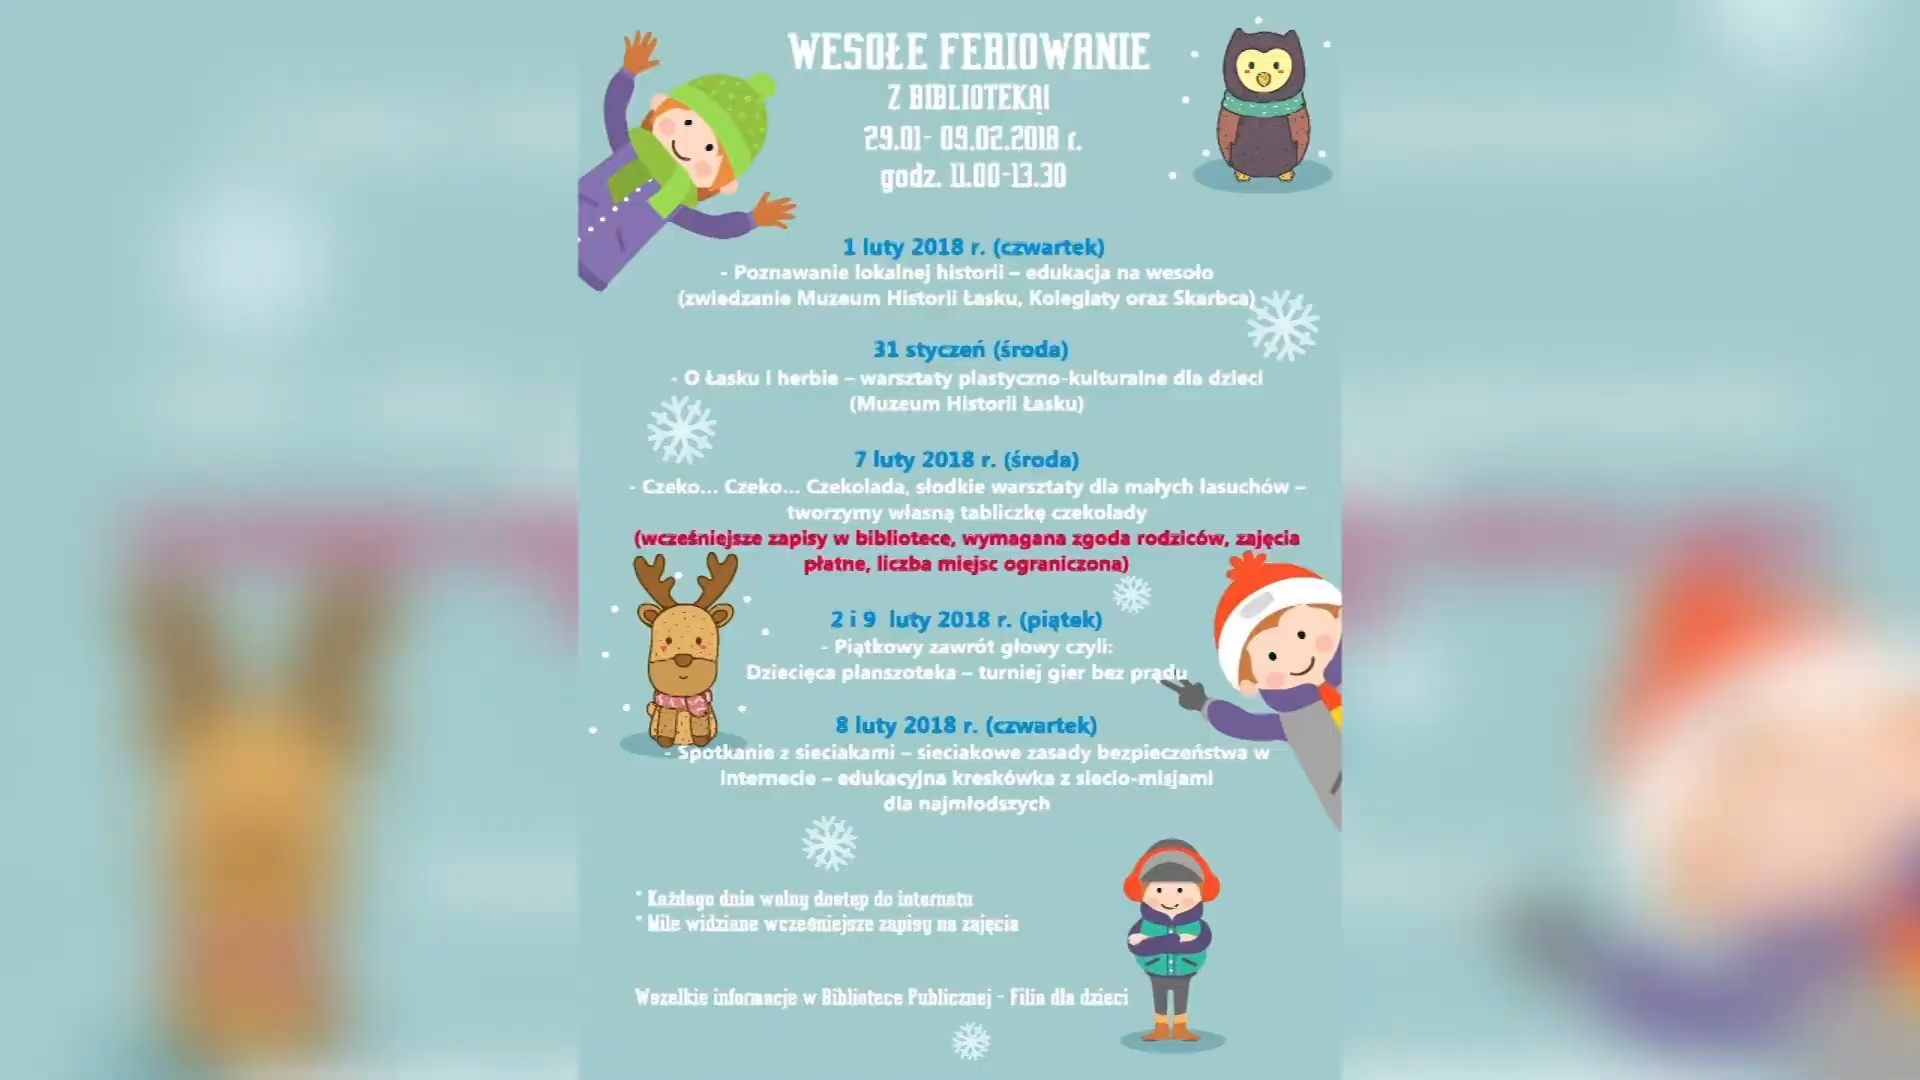 WESOŁE FERIOWANIE
Z BIBLIOTEKĄ!
29.01- 09.02.2018 r.
godz. 11.00-13.30
1 luty 2018 r. (czwartek)
- Poznawanie lokalnej historii – edukacja na wesoło
(zwiedzanie Muzeum Historii Łasku, Kolegiaty oraz Skarbca)
31 styczeń (środa)
- O Łasku i herbie – warsztaty plastyczno-kulturalne dla dzieci
(Muzeum Historii Łasku)
7 luty 2018 r. (środa)
- Czeko... Czeko... Czekolada, słodkie warsztaty dla małych łasuchów –
tworzymy własną tabliczkę czekolady
(wcześniejsze zapisy w bibliotece, wymagana zgoda rodziców, zajęcia
płatne, liczba miejsc ograniczona)
2 i 9 luty 2018 r. (piątek)
- Piątkowy zawrót głowy czyli:
Dziecięca planszoteka – turniej gier bez prądu
8 luty 2018 r. (czwartek)
- Spotkanie z sieciakami – sieciakowe zasady bezpieczeństwa w
internecie – edukacyjna kreskówka z siecio-misjami
dla najmłodszych
* Każdego dnia wolny dostęp do internetu
* Mile widziane wcześniejsze zapisy na zajęcia
Wszelkie informacje w Bibliotece Publicznej - Filia dla dzieci